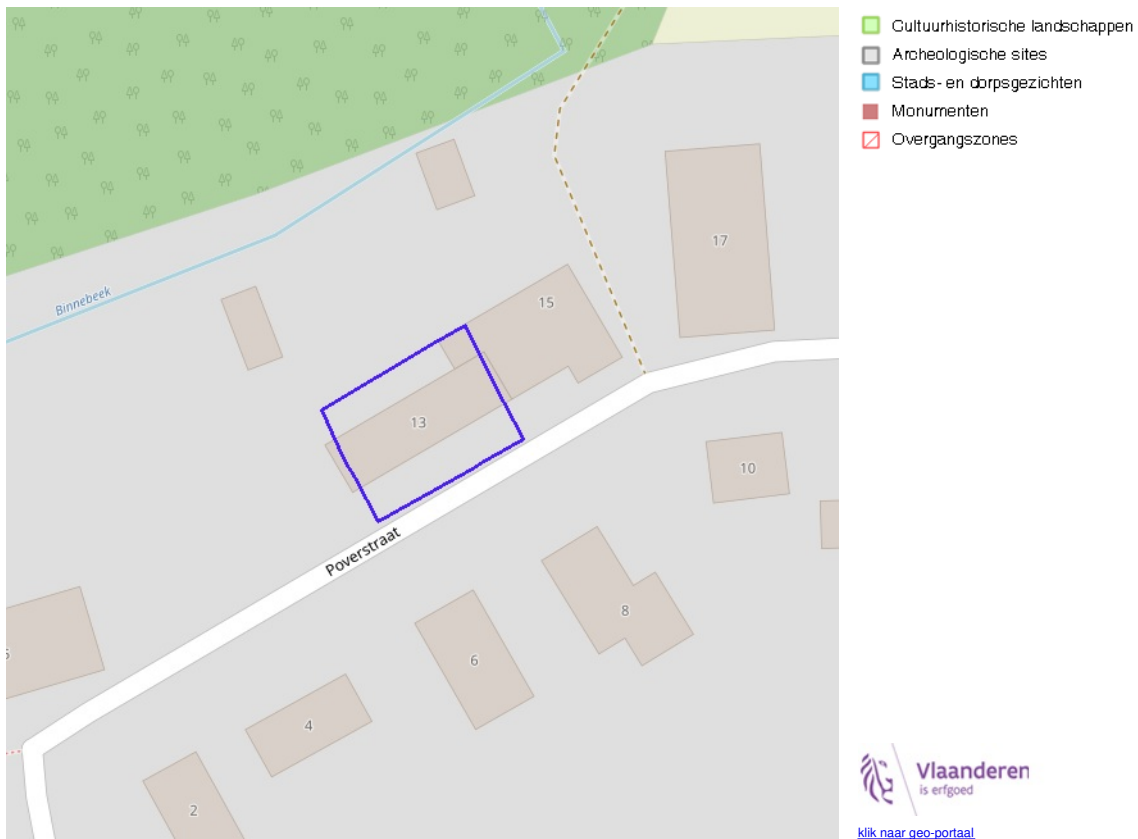 Cultuurhistorische landschappen
Archeologische sites
Stads- en dorpsgezichten
Monumenten
Overgangszones
17
15
Binnebeek
13
10
Poverstraat
8
6
4
2
Vlaanderen
is erfgoed
klik naar geo-portaal